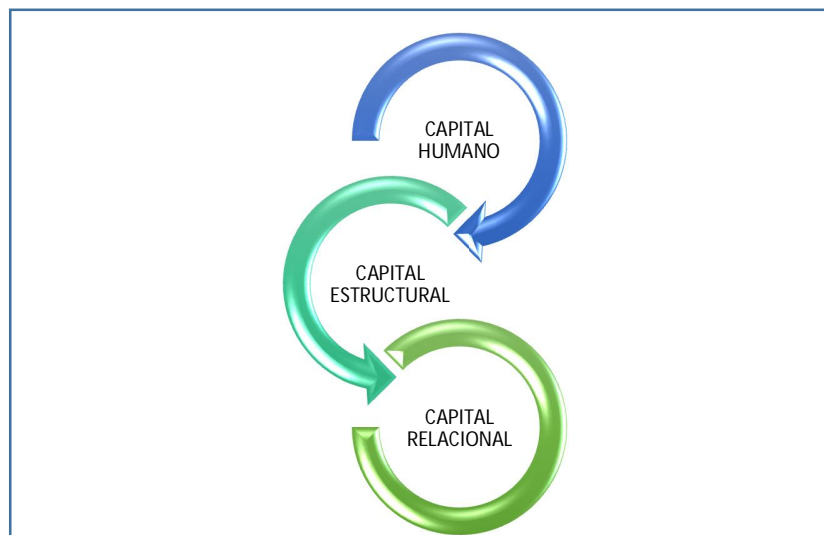 CAPITAL
HUMANO
CAPITAL
ESTRUCTURAL
CAPITAL
RELACIONAL